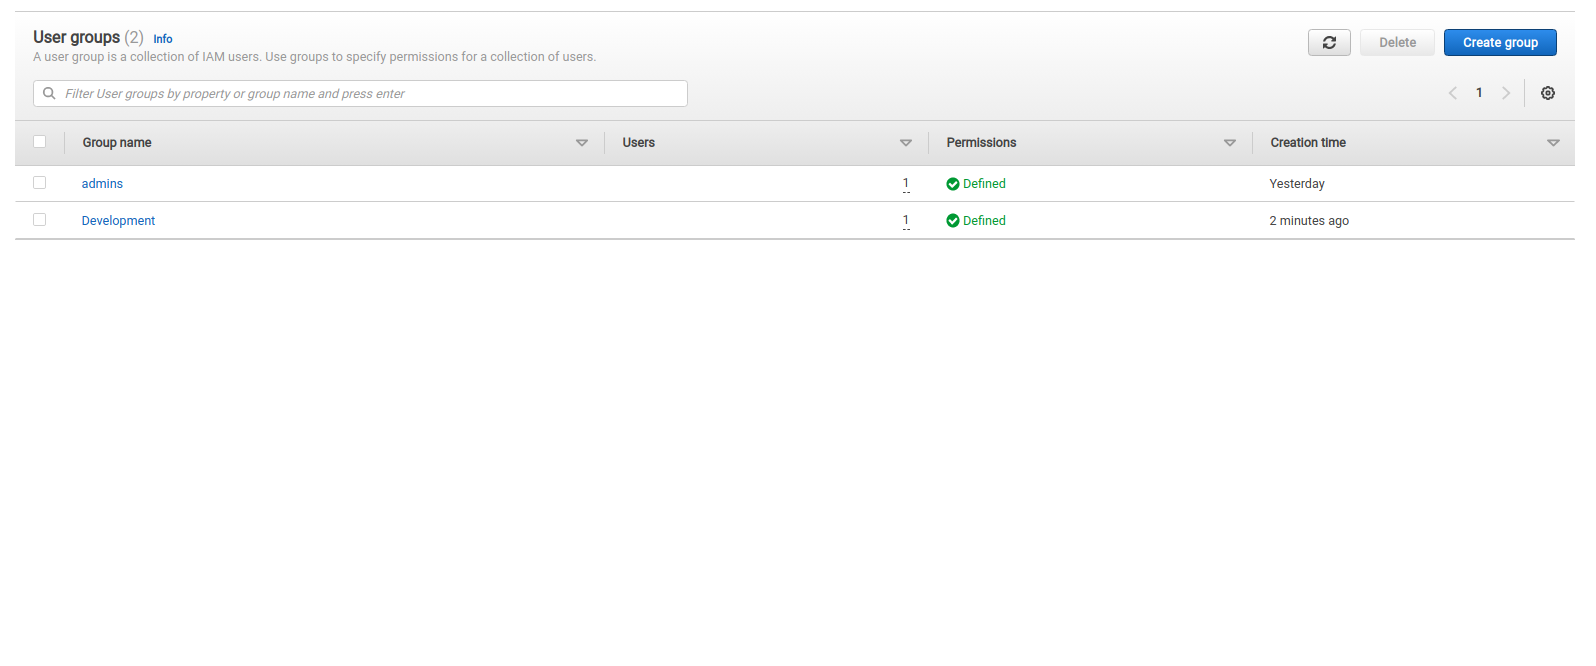 User groups (2) Info
A user group is a collection of IAM users. Use groups to specify permissions for a collection of users.
Delete
Create group
Filter User groups by property or group name and press enter
1
Group name Users Permissions Creation time
admins 1 Defined Yesterday
Development 1 Defined 2 minutes ago